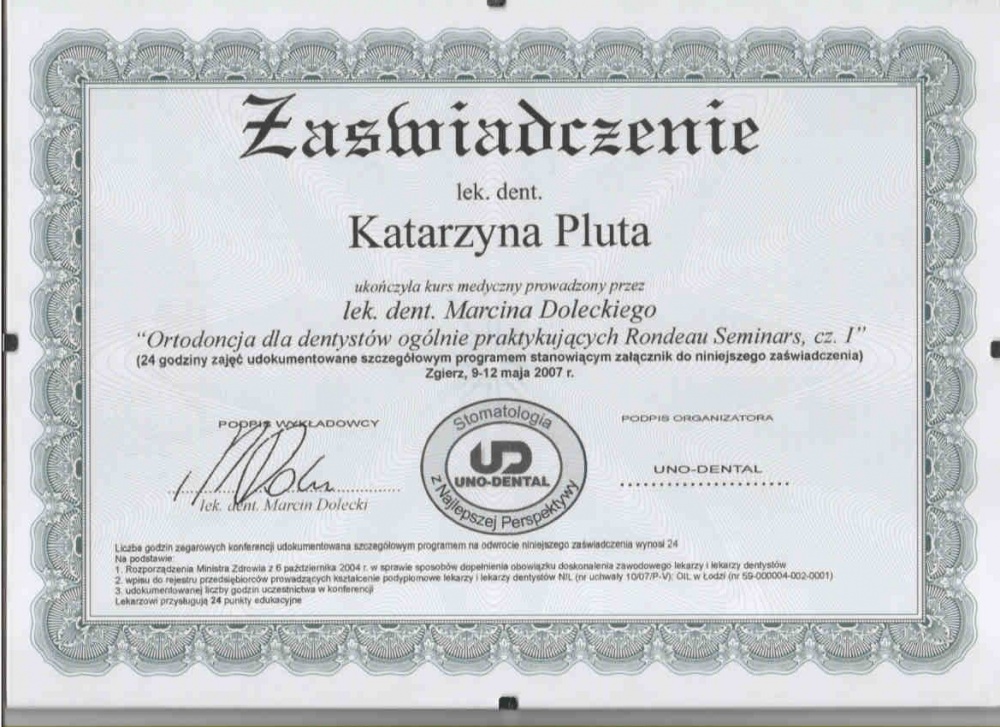 Zaświadczenie
lek. dent.
Katarzyna Pluta
ukończyła kurs medyczny prowadzony przez
lek. dent. Marcina Doleckiego
“Ortodoncja dla dentystów ogólnie praktykujących Rondeau Seminars, cz. I”
(24 godziny zajęć udokumentowane szczegółowym programem stanowiącym załącznik do niniejszego zaświadczenia)
Zgierz, 9-12 maja 2007 r.
PODPIS WYKŁADOWCY
lek. dent. Marcin Dolecki
Stomatologia
UD
UNO-DENTAL
z Najlepszej Perspektywy
PODPIS ORGANIZATORA
UNO-DENTAL
Liczba godzin zegarowych konferencji udokumentowana szczegółowym programem na odwrocie niniejszego zaświadczenia wynosi 24
Na podstawie:
1. Rozporządzenia Ministra Zdrowia z 6 października 2004 r. w sprawie sposobów dopełnienia obowiązku doskonalenia zawodowego lekarzy i lekarzy dentystów
2. wpisu do rejestru przedsiębiorców prowadzących kształcenie podyplomowe lekarzy i lekarzy dentystów NIL (nr uchwały 10/07/P-V); OIL w Łodzi (nr 59-000004-002-0001)
3. udokumentowanej liczby godzin uczestnictwa w konferencji
Lekarzowi przysługują 24 punkty edukacyjne